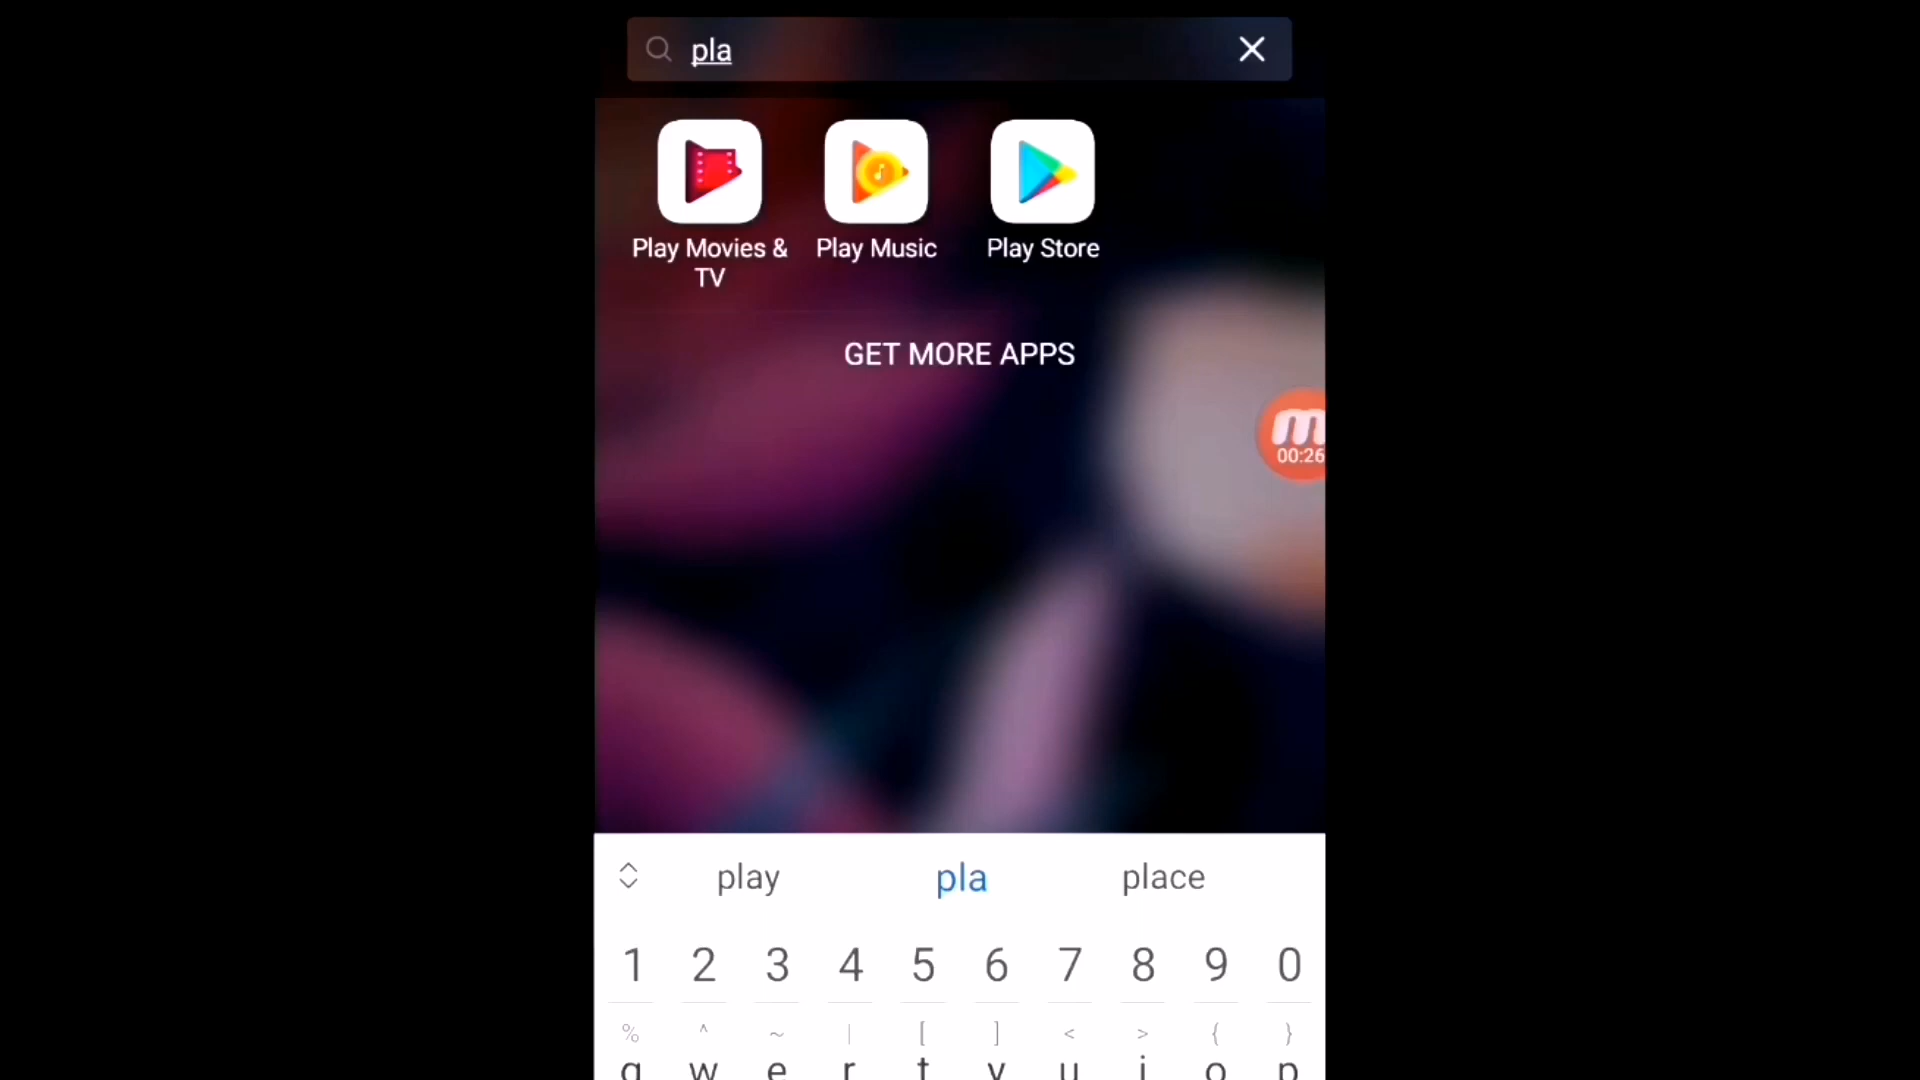 pla
Play Movies &
TV
Play Music
Play Store
GET MORE APPS
m
00:26
play pla place
1 2 3 4 5 6 7 8 9 0
% ^ ~ | [ ] < > { }
q w e r t y u i o p